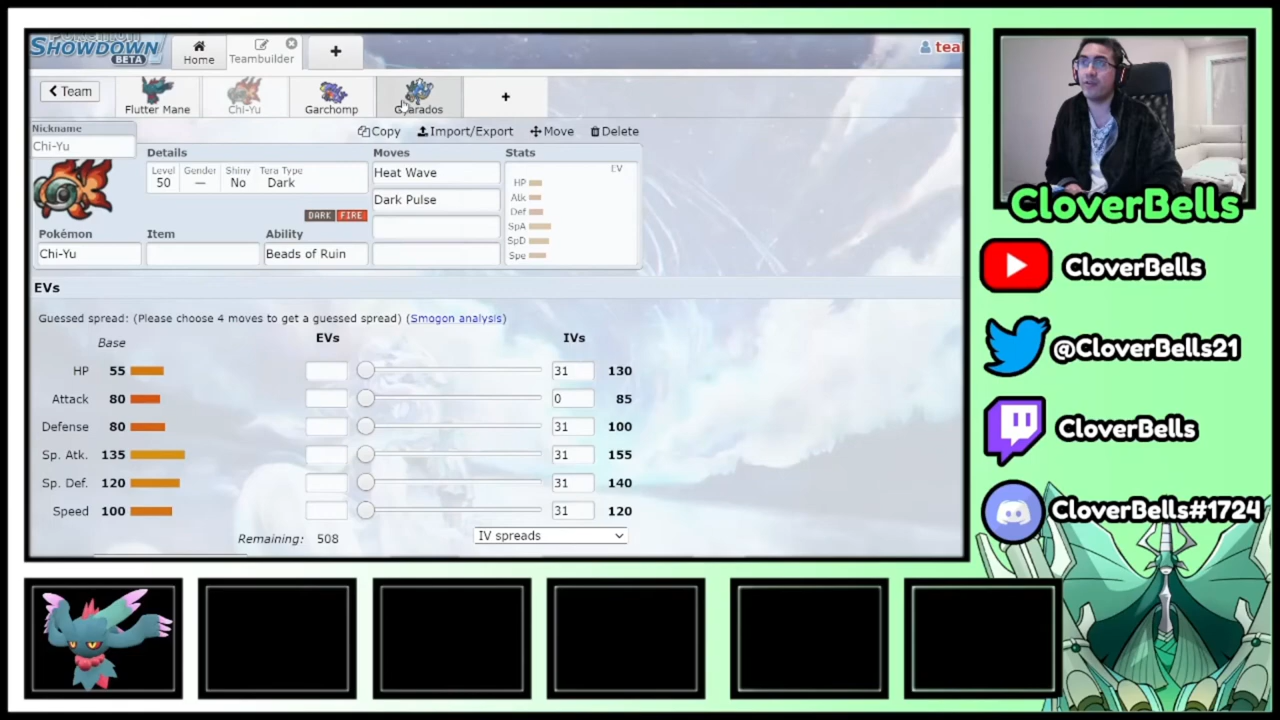 POKÉMON
SHOWDOWN
BETA
Home
Teambuilder
+
tea
Team
Flutter Mane
Chi-Yu
Garchomp
Gyarados
+
Nickname
Chi-Yu
Copy Import/Export Move Delete
Details
Level Gender Shiny Tera Type
50 — No Dark
DARK FIRE
Pokémon Item Ability
Chi-Yu Beads of Ruin
Moves
Heat Wave
Dark Pulse
Stats
EV
HP
Atk
Def
SpA
SpD
Spe
EVs
Guessed spread: (Please choose 4 moves to get a guessed spread) (Smogon analysis)
Base EVs IVs
HP 55 31 130
Attack 80 0 85
Defense 80 31 100
Sp. Atk. 135 31 155
Sp. Def. 120 31 140
Speed 100 31 120
Remaining: 508 IV spreads
CloverBells
CloverBells
@CloverBells21
CloverBells
CloverBells#1724